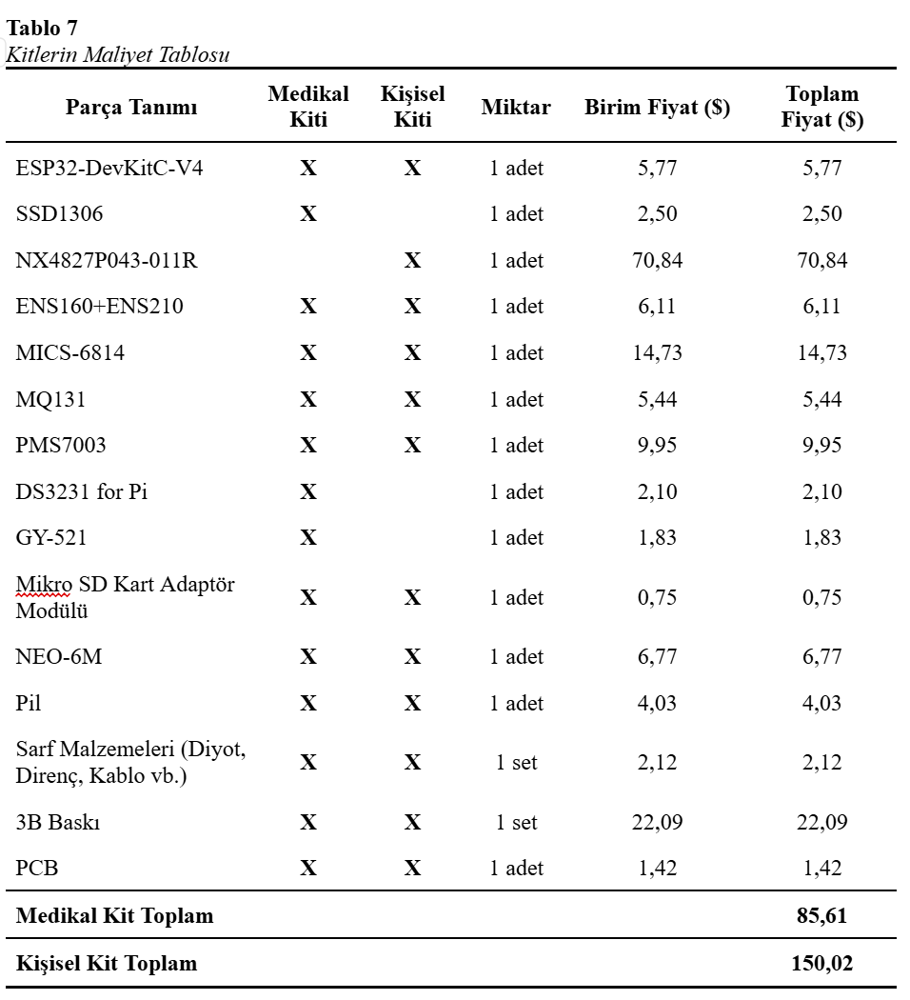 Tablo 7
Kitlerin Maliyet Tablosu
Parça Tanımı Medikal Kiti Kişisel Kiti Miktar Birim Fiyat ($) Toplam Fiyat ($)
ESP32-DevKitC-V4 X X 1 adet 5,77 5,77
SSD1306 X 1 adet 2,50 2,50
NX4827P043-011R X 1 adet 70,84 70,84
ENS160+ENS210 X X 1 adet 6,11 6,11
MICS-6814 X X 1 adet 14,73 14,73
MQ131 X X 1 adet 5,44 5,44
PMS7003 X X 1 adet 9,95 9,95
DS3231 for Pi X 1 adet 2,10 2,10
GY-521 X 1 adet 1,83 1,83
Mikro SD Kart Adaptör
Modülü X X 1 adet 0,75 0,75
NEO-6M X X 1 adet 6,77 6,77
Pil X X 1 adet 4,03 4,03
Sarf Malzemeleri (Diyot,
Direnç, Kablo vb.) X X 1 set 2,12 2,12
3B Baskı X X 1 set 22,09 22,09
PCB X X 1 adet 1,42 1,42
Medikal Kit Toplam 85,61
Kişisel Kit Toplam 150,02